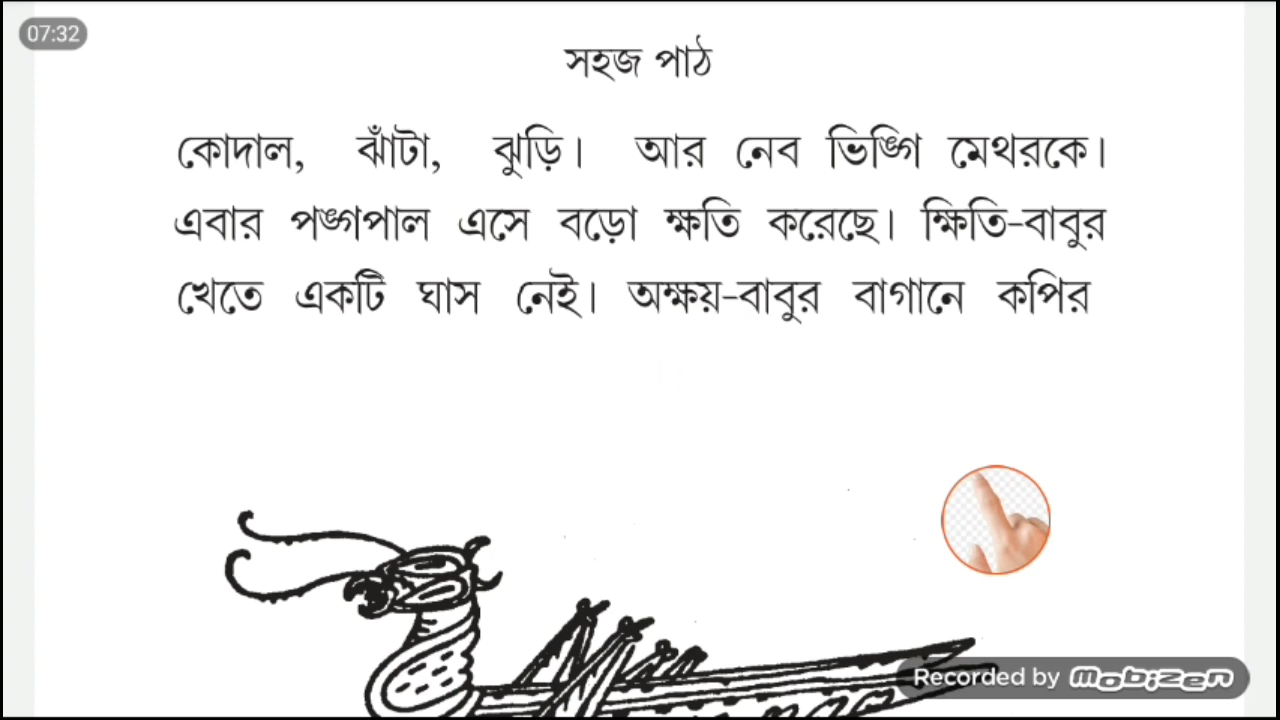 07:32
সহজ পাঠ
কোদাল, ঝাঁটা, ঝুড়ি। আর নেব ভিঙ্গি মেথরকে।
এবার পঙ্গপাল এসে বড়ো ক্ষতি করেছে। ক্ষিতি-বাবুর
খেতে একটি ঘাস নেই। অক্ষয়-বাবুর বাগানে কপির
Recorded by mobizen